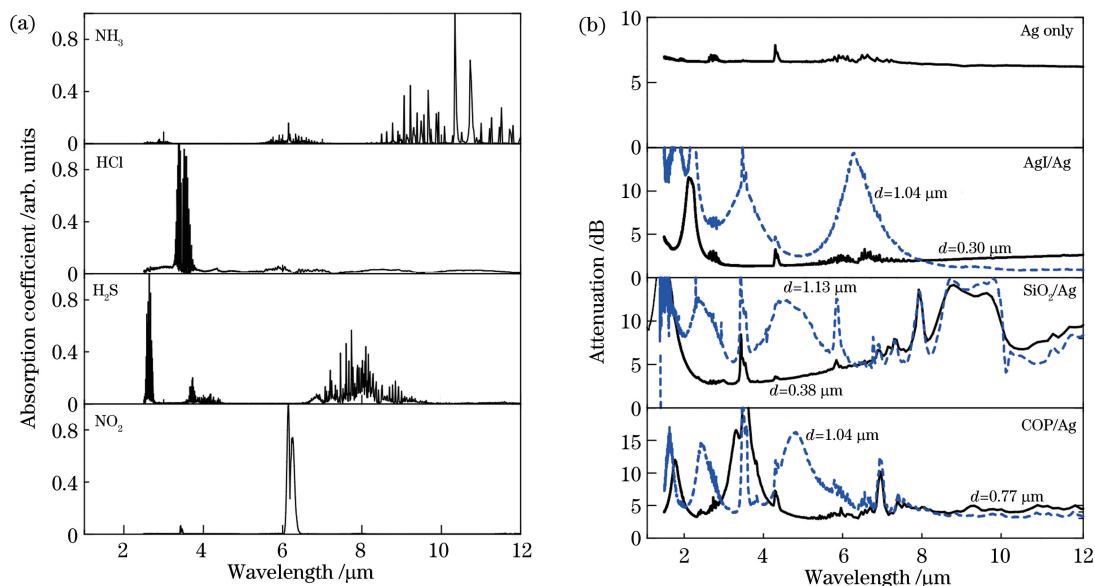 (a)
NH₃
0.8
0.4
0
HCl
0.8
0.4
0
H₂S
0.8
0.4
0
NO₂
0.8
0.4
0
2 4 6 8 10 12
Absorption coefficient /arb. units
Wavelength /μm
(b)
Ag only
10
5
0
AgI/Ag
d=1.04 μm
d=0.30 μm
10
5
0
SiO₂/Ag
d=1.13 μm
d=0.38 μm
10
5
0
COP/Ag
d=1.04 μm
d=0.77 μm
15
10
5
0
2 4 6 8 10 12
Attenuation /dB
Wavelength /μm